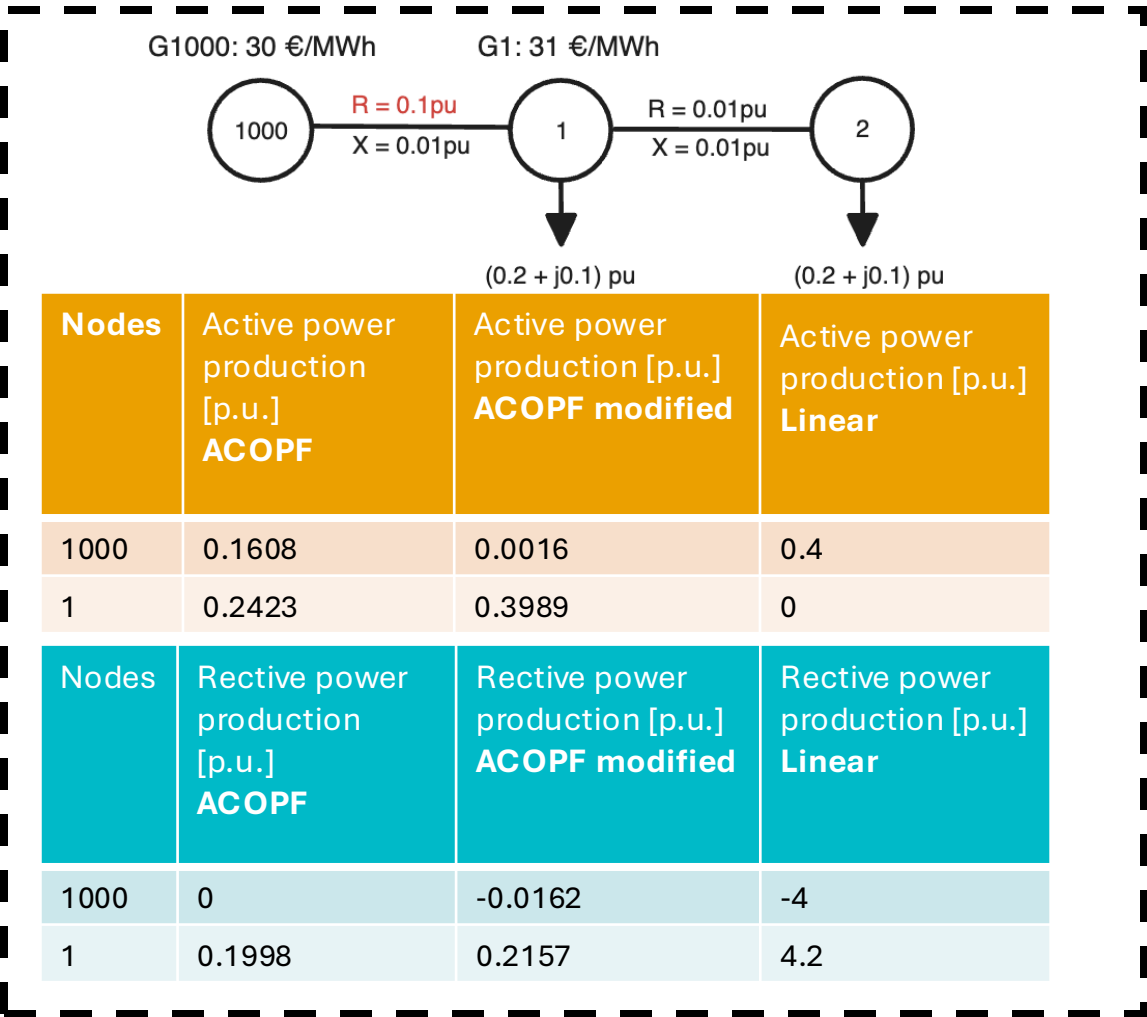 G1000: 30 €/MWh
G1: 31 €/MWh
R = 0.1pu
R = 0.01pu
1000
1
2
X = 0.01pu
X = 0.01pu
(0.2 + j0.1) pu
(0.2 + j0.1) pu
Nodes
Active power
production
[p.u.]
ACOPF
Active power
production [p.u.]
ACOPF modified
Active power
production [p.u.]
Linear
1000 0.1608 0.0016 0.4
1 0.2423 0.3989 0
Nodes
Rective power
production
[p.u.]
ACOPF
Rective power
production [p.u.]
ACOPF modified
Rective power
production [p.u.]
Linear
1000 0 -0.0162 -4
1 0.1998 0.2157 4.2